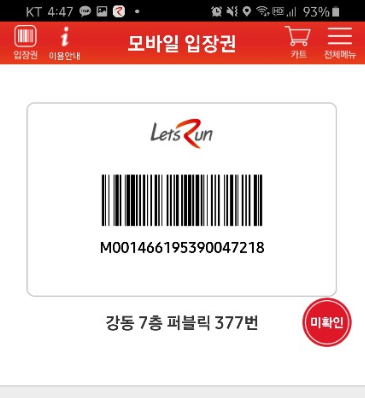 KT 4:47 93%
모바일 입장권
입장권 이용안내 카트 전체메뉴
LetsRun
M001466195390047218
강동 7층 퍼블릭 377번
미확인